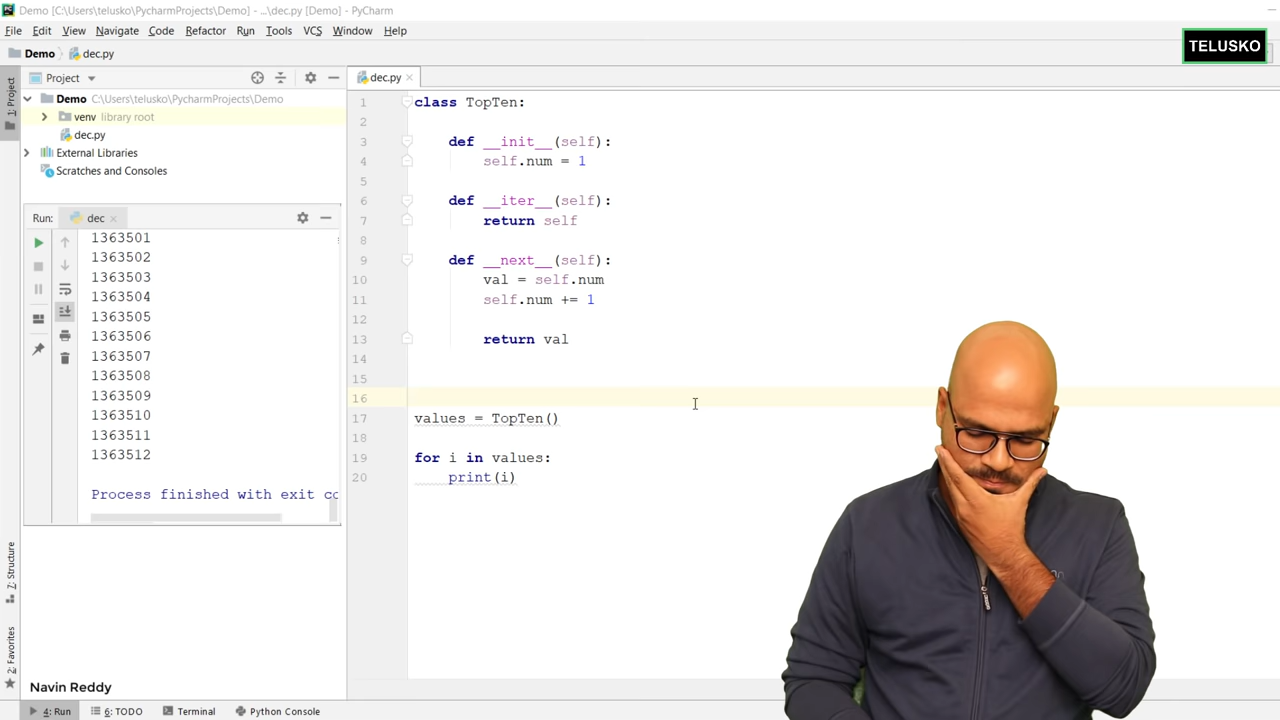 Demo [C:\Users\telusko\PycharmProjects\Demo] - ...\dec.py [Demo] - PyCharm
File Edit View Navigate Code Refactor Run Tools VCS Window Help
TELUSKO
Demo dec.py
1: Project
Project
dec.py
Demo C:\Users\telusko\PycharmProjects\Demo
venv library root
dec.py
External Libraries
Scratches and Consoles
Run: dec
1363501
1363502
1363503
1363504
1363505
1363506
1363507
1363508
1363509
1363510
1363511
1363512
Process finished with exit co
1 class TopTen:
2
3 def __init__(self):
4 self.num = 1
5
6 def __iter__(self):
7 return self
8
9 def __next__(self):
10 val = self.num
11 self.num += 1
12
13 return val
14
15
16
17 values = TopTen()
18
19 for i in values:
20 print(i)
7: Structure
2: Favorites
Navin Reddy
4: Run 6: TODO Terminal Python Console